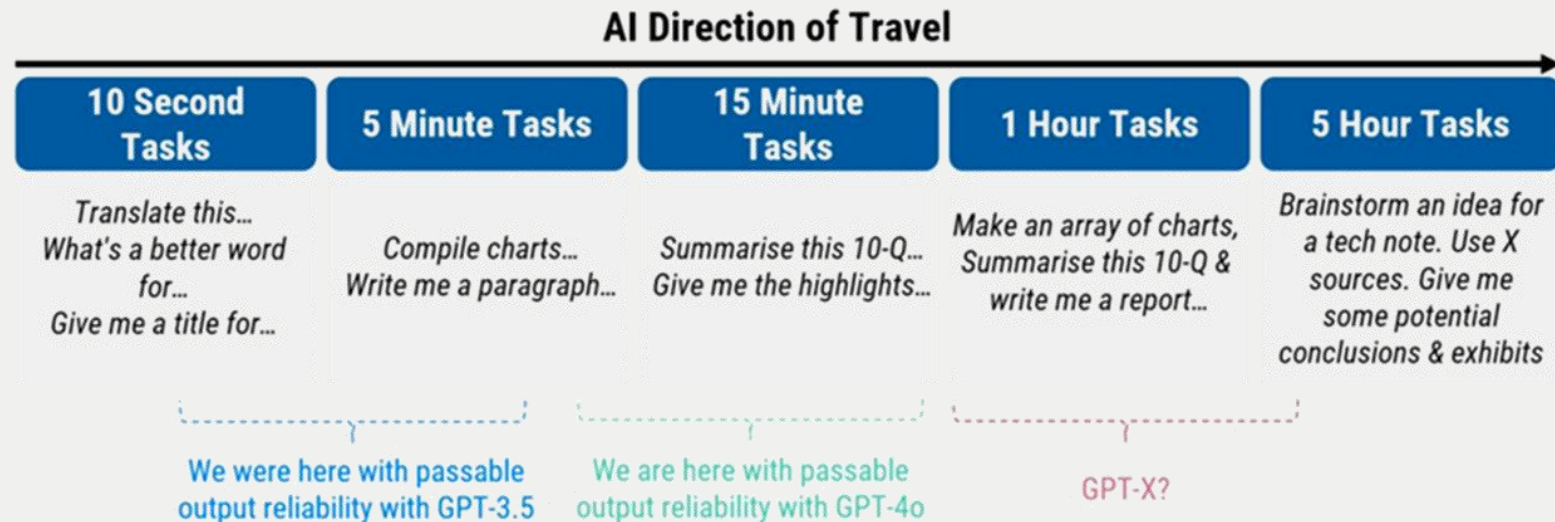 AI Direction of Travel
10 Second
Tasks
5 Minute Tasks
15 Minute
Tasks
1 Hour Tasks
5 Hour Tasks
Translate this…
What's a better word
for…
Give me a title for…
Compile charts…
Write me a paragraph…
Summarise this 10-Q…
Give me the highlights…
Make an array of charts,
Summarise this 10-Q &
write me a report…
Brainstorm an idea for
a tech note. Use X
sources. Give me
some potential
conclusions & exhibits
We were here with passable
output reliability with GPT-3.5
We are here with passable
output reliability with GPT-4o
GPT-X?